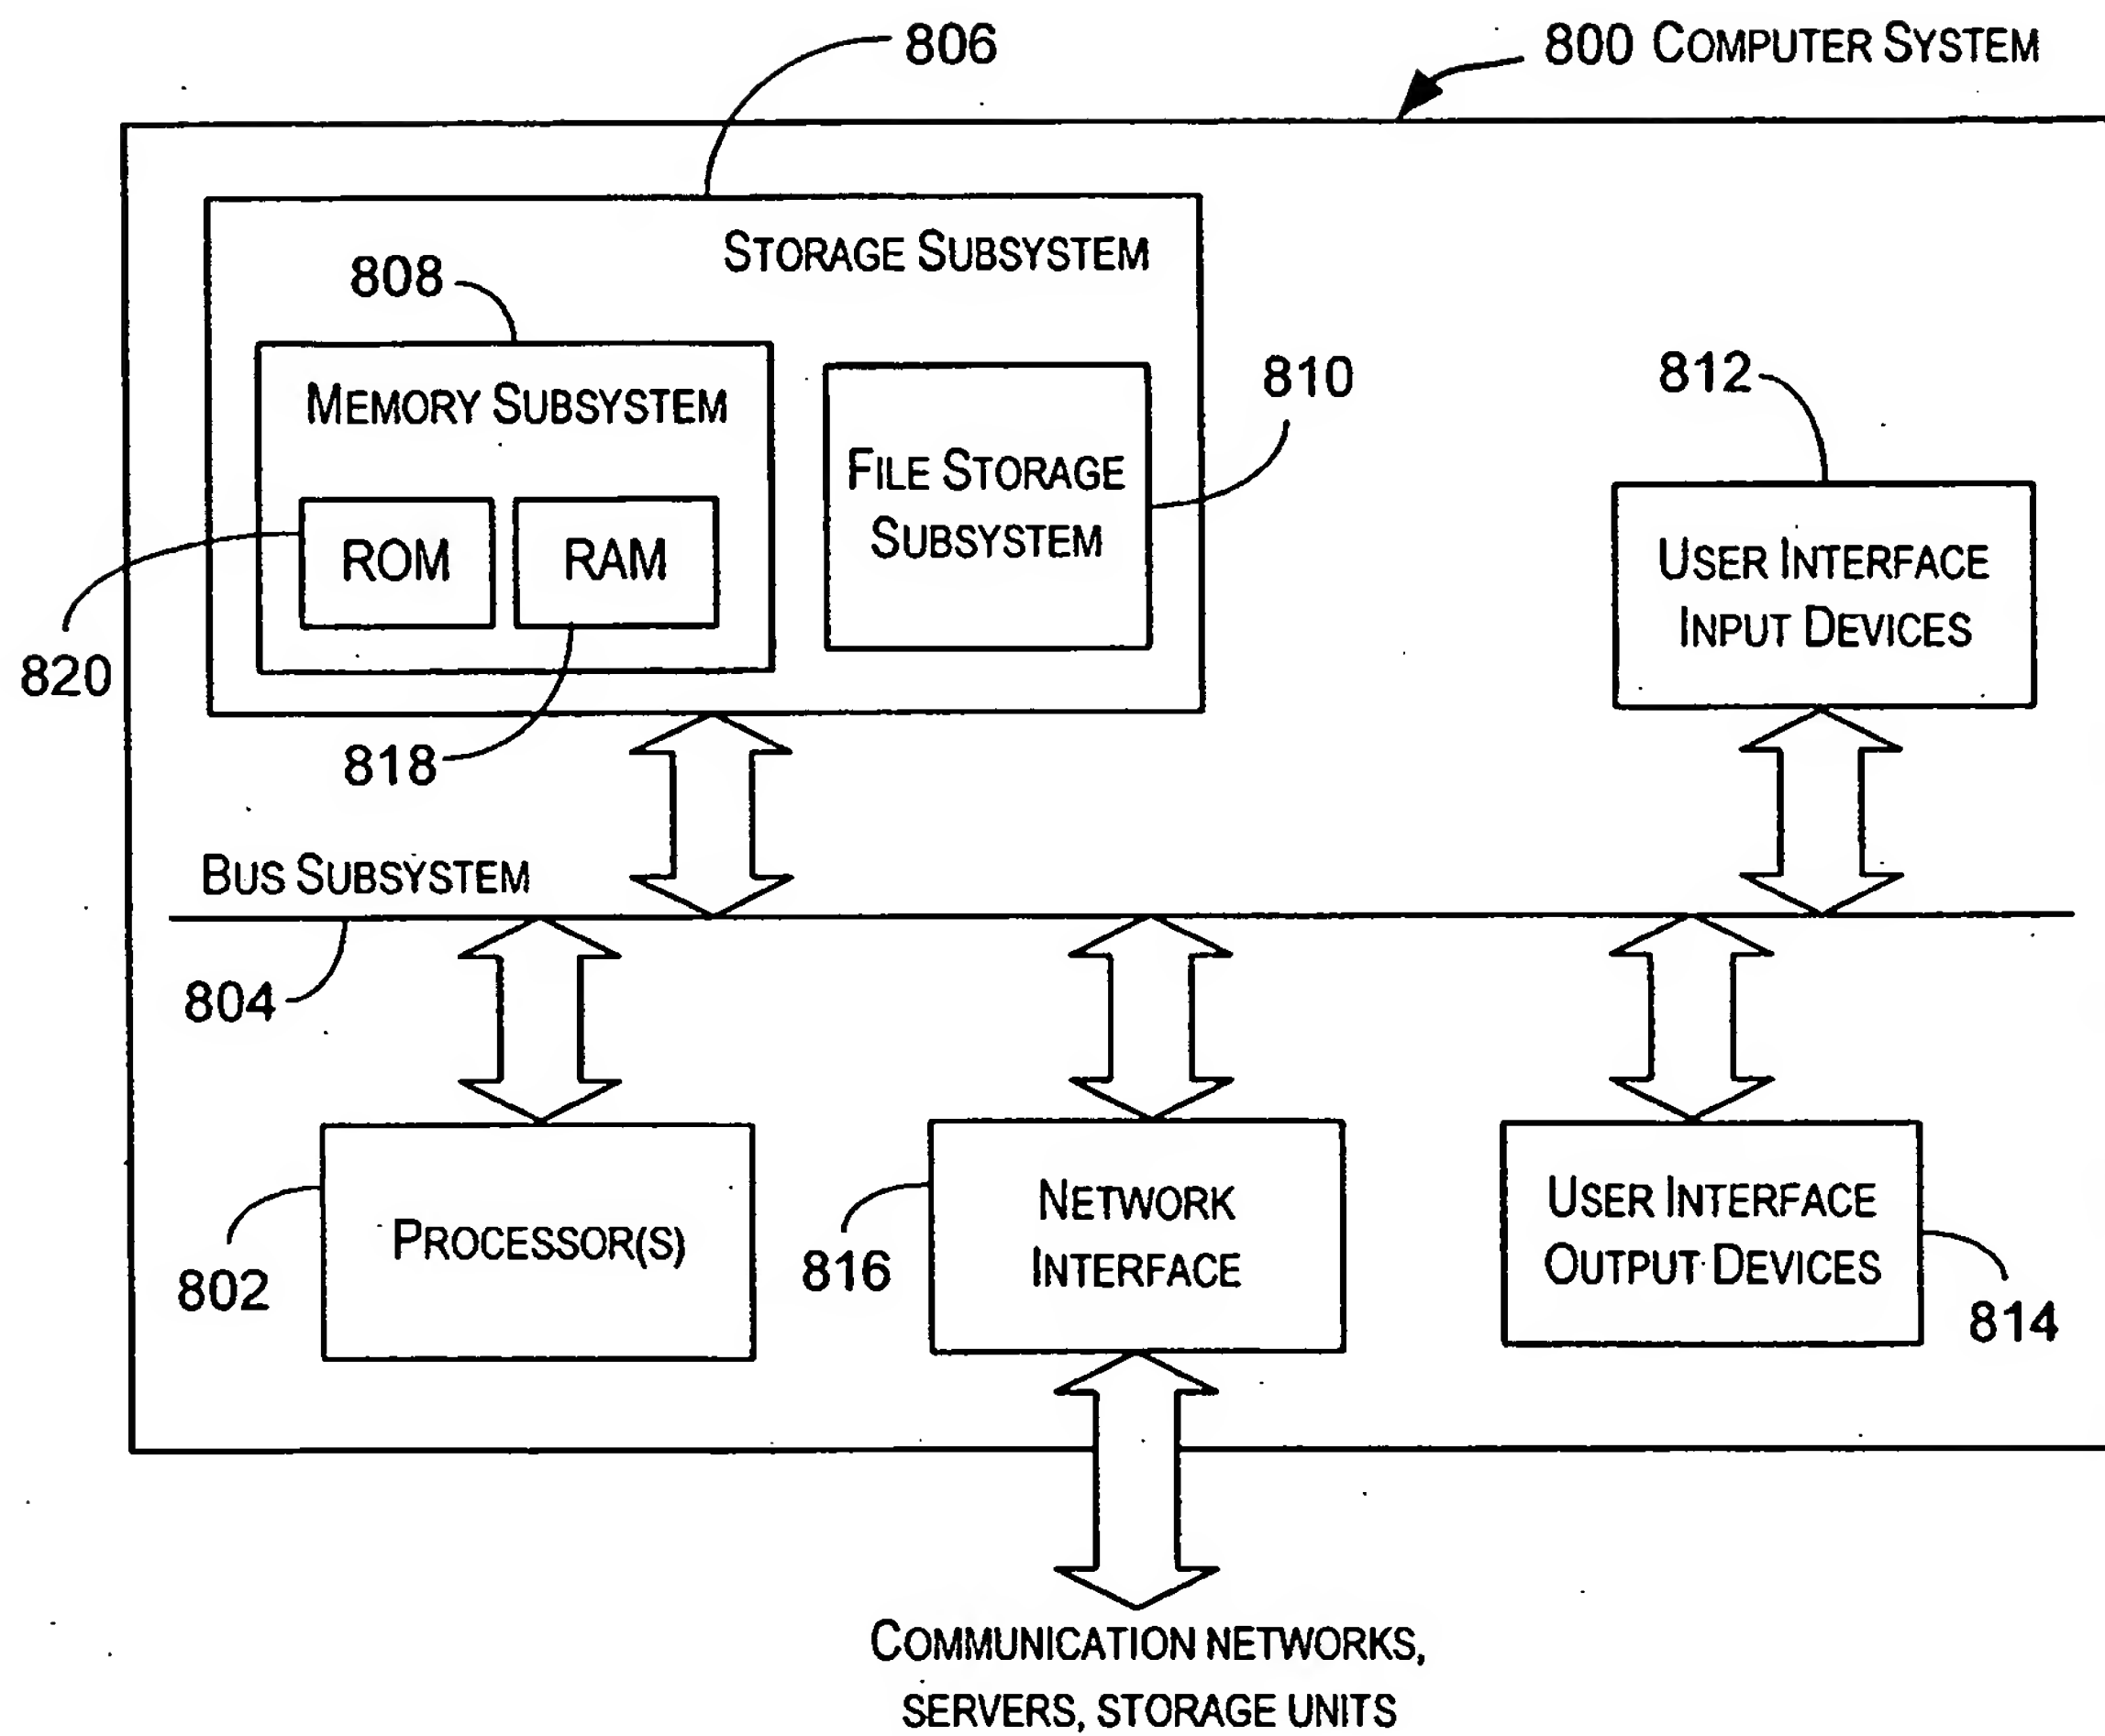 806
800 COMPUTER SYSTEM
STORAGE SUBSYSTEM
808
MEMORY SUBSYSTEM
810
812
FILE STORAGE
SUBSYSTEM
ROM
RAM
USER INTERFACE
INPUT DEVICES
820
818
BUS SUBSYSTEM
804
PROCESSOR(S)
802
NETWORK
INTERFACE
816
USER INTERFACE
OUTPUT DEVICES
814
COMMUNICATION NETWORKS,
SERVERS, STORAGE UNITS